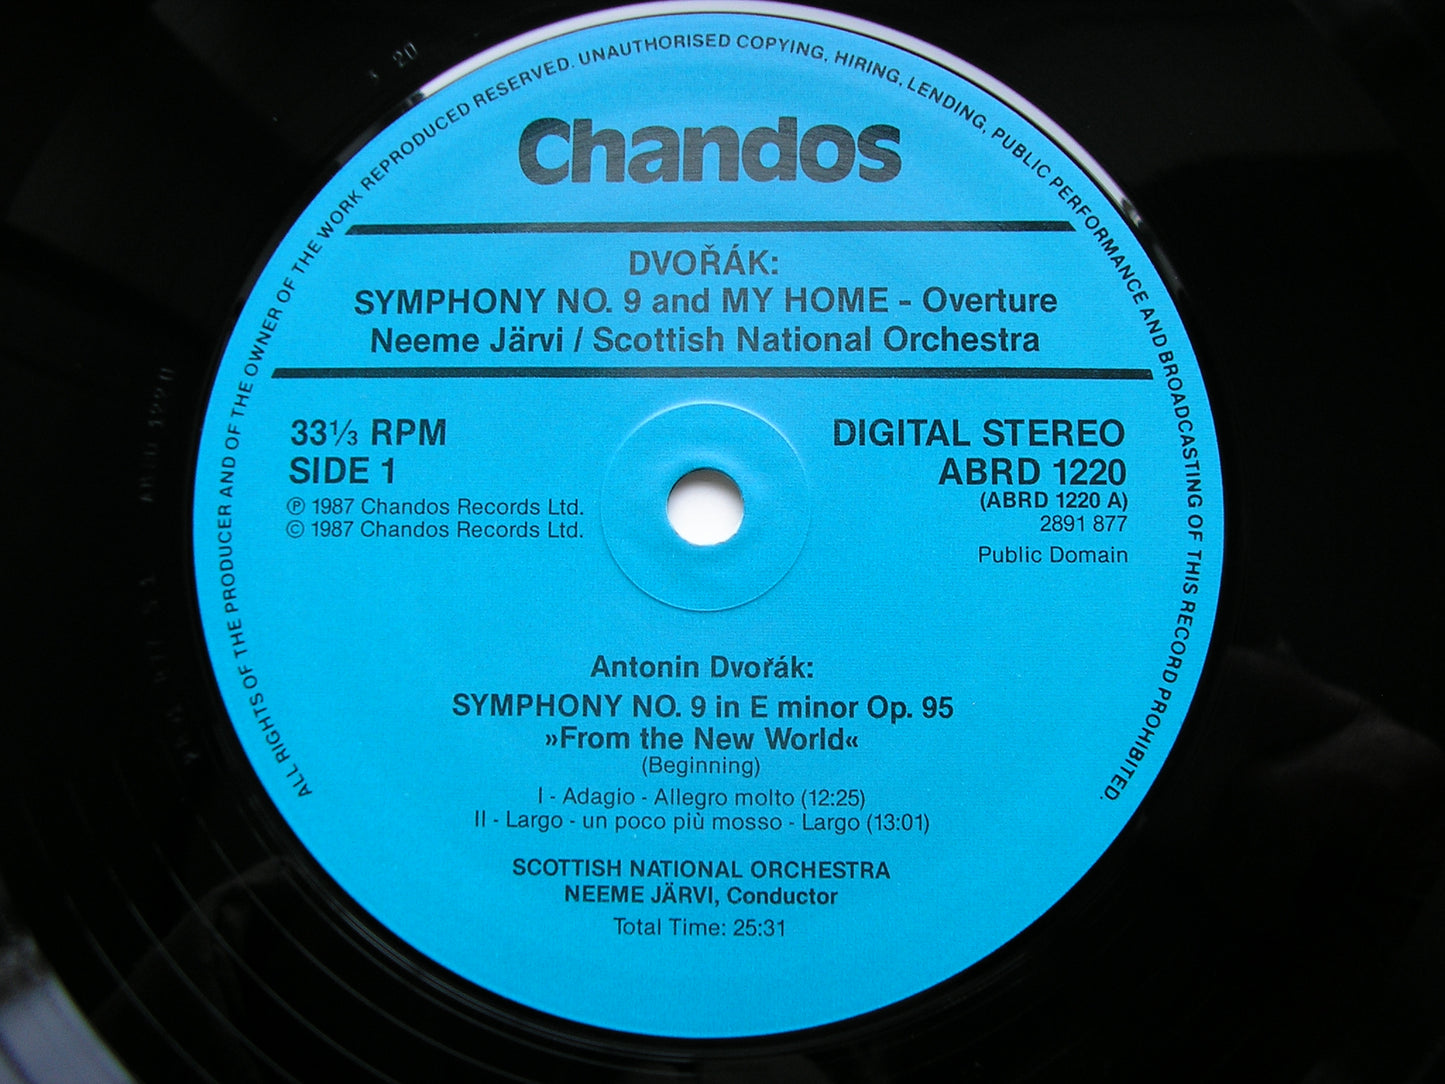 ALL RIGHTS OF THE PRODUCER AND OF THE OWNER OF THE WORK REPRODUCED RESERVED. UNAUTHORISED COPYING, HIRING, LENDING, PUBLIC PERFORMANCE AND BROADCASTING OF THIS RECORD PROHIBITED.
Chandos
DVOŘÁK:
SYMPHONY NO. 9 and MY HOME - Overture
Neeme Järvi / Scottish National Orchestra
33⅓ RPM
SIDE 1
℗ 1987 Chandos Records Ltd.
© 1987 Chandos Records Ltd.
DIGITAL STEREO
ABRD 1220
(ABRD 1220 A)
2891 877
Public Domain
Antonin Dvořák:
SYMPHONY NO. 9 in E minor Op. 95
»From the New World«
(Beginning)
I - Adagio - Allegro molto (12:25)
II - Largo - un poco più mosso - Largo (13:01)
SCOTTISH NATIONAL ORCHESTRA
NEEME JÄRVI, Conductor
Total Time: 25:31
ABRD 1220